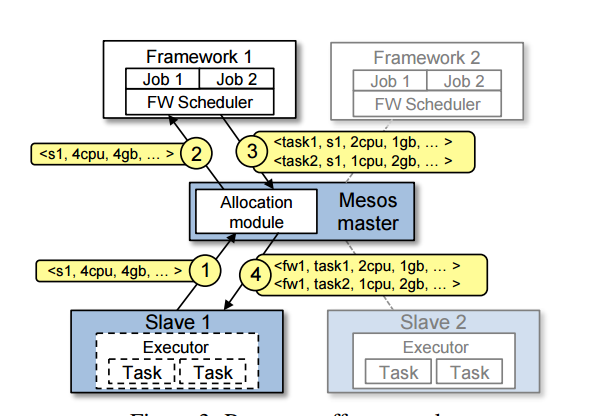 Framework 1
Job 1 Job 2
FW Scheduler
Framework 2
Job 1 Job 2
FW Scheduler
<s1, 4cpu, 4gb, ... >
2
3
<task1, s1, 2cpu, 1gb, ... >
<task2, s1, 1cpu, 2gb, ... >
Allocation
module
Mesos
master
<s1, 4cpu, 4gb, ... >
1
4
<fw1, task1, 2cpu, 1gb, ... >
<fw1, task2, 1cpu, 2gb, ... >
Slave 1
Executor
Task Task
Slave 2
Executor
Task Task